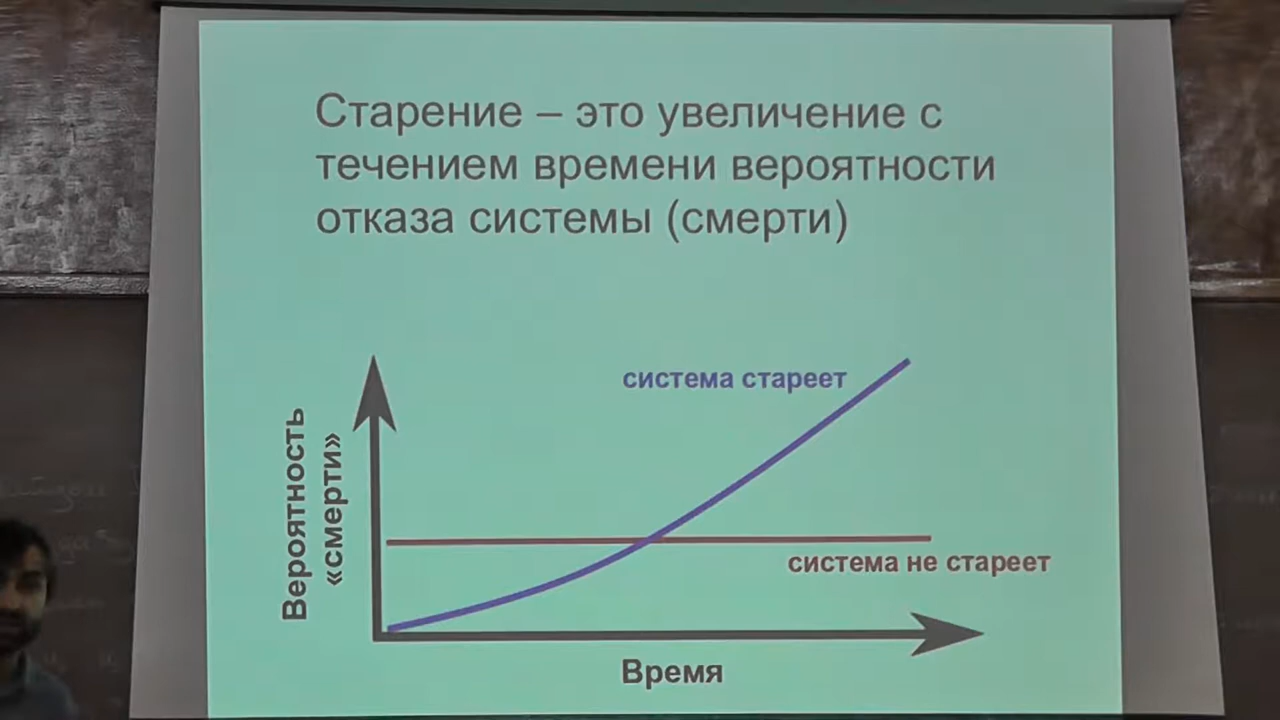 Старение – это увеличение с
течением времени вероятности
отказа системы (смерти)
система стареет
Вероятность
«смерти»
система не стареет
Время